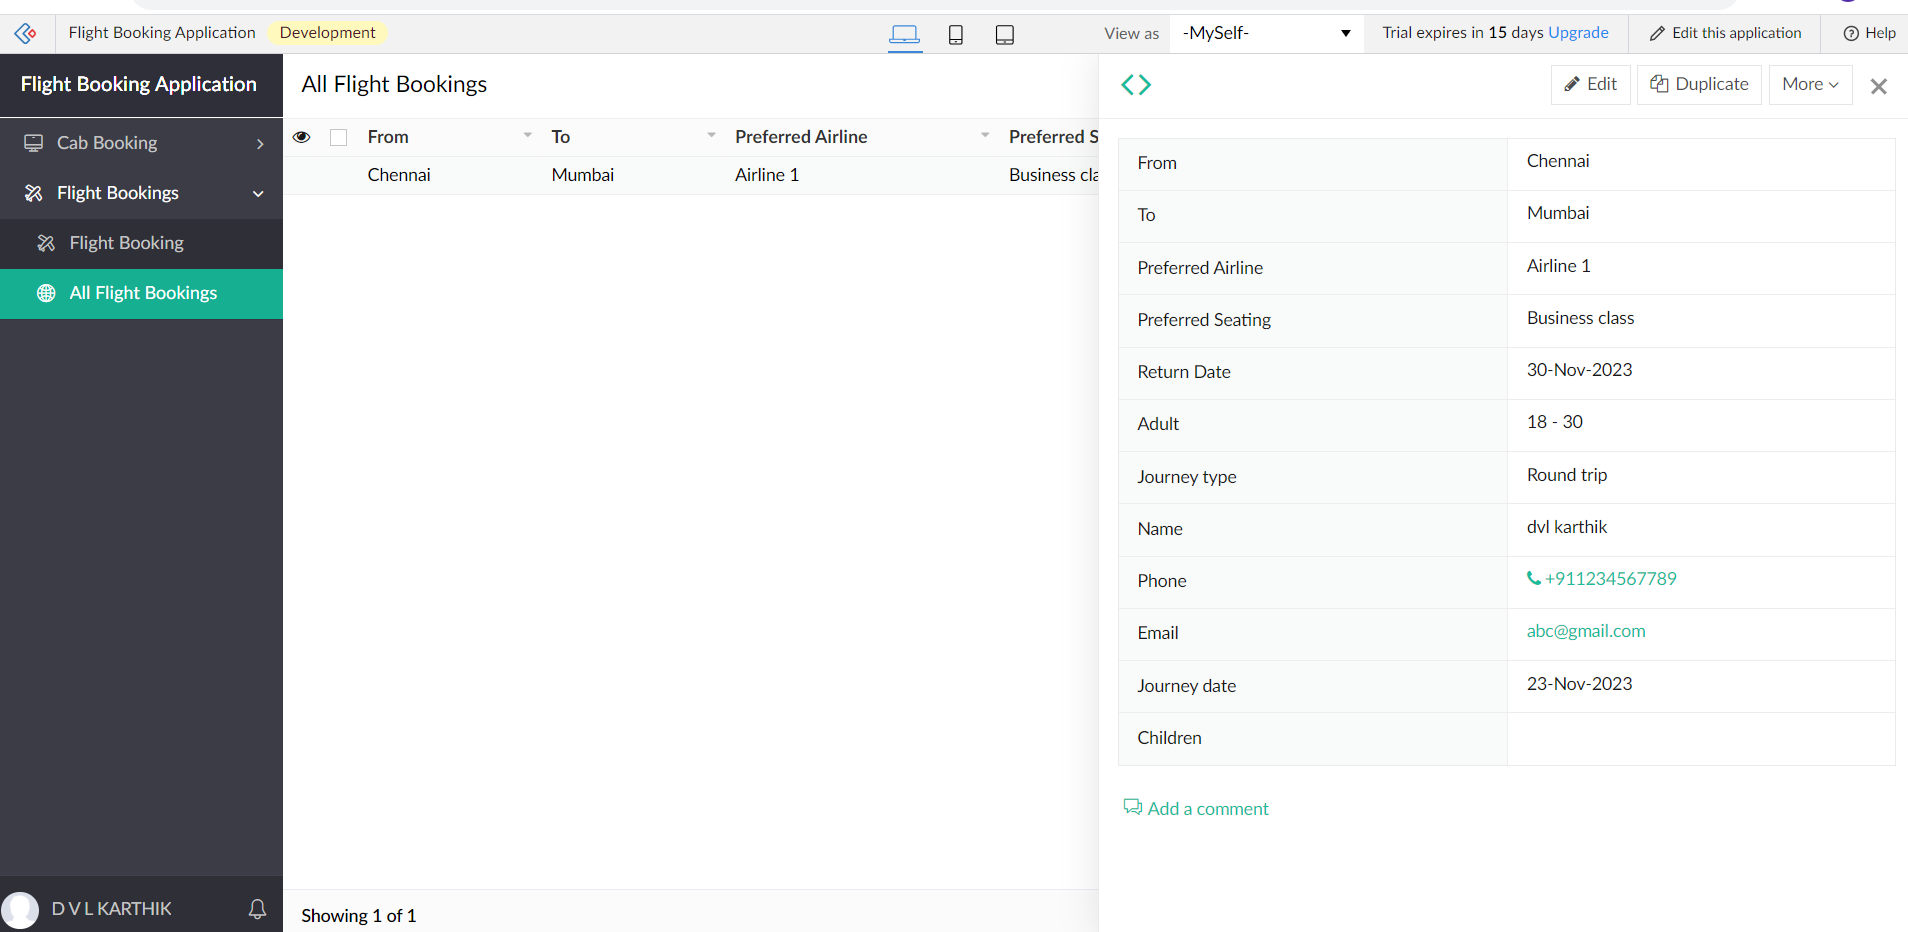 Flight Booking Application Development View as -MySelf- Trial expires in 15 days Upgrade Edit this application Help
Flight Booking Application
Cab Booking
Flight Bookings
Flight Booking
All Flight Bookings
D V L KARTHIK
All Flight Bookings
From To Preferred Airline Preferred S
Chennai Mumbai Airline 1 Business cla
Showing 1 of 1
Edit Duplicate More
From Chennai
To Mumbai
Preferred Airline Airline 1
Preferred Seating Business class
Return Date 30-Nov-2023
Adult 18 - 30
Journey type Round trip
Name dvl karthik
Phone +911234567789
Email abc@gmail.com
Journey date 23-Nov-2023
Children
Add a comment